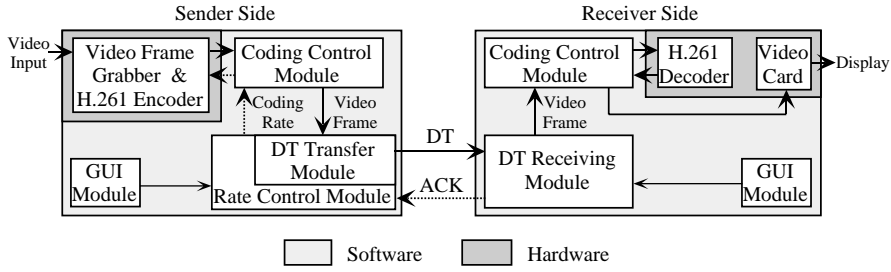 Sender Side
Receiver Side
Video
Input
Video Frame
Grabber &
H.261 Encoder
Coding Control
Module
Coding
Rate
Video
Frame
DT Transfer
Module
Rate Control Module
GUI
Module
DT
ACK
Coding Control
Module
H.261
Decoder
Video
Card
Display
Video
Frame
DT Receiving
Module
GUI
Module
Software
Hardware